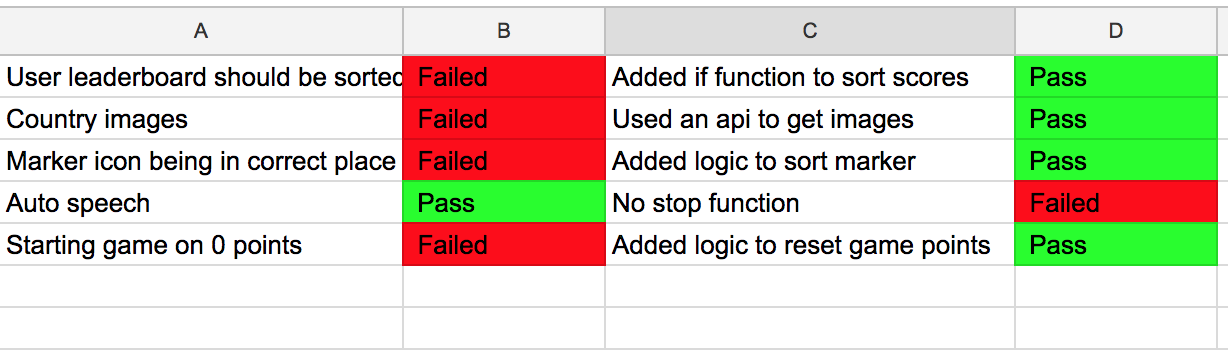 A B C D
User leaderboard should be sorted Failed Added if function to sort scores Pass
Country images Failed Used an api to get images Pass
Marker icon being in correct place Failed Added logic to sort marker Pass
Auto speech Pass No stop function Failed
Starting game on 0 points Failed Added logic to reset game points Pass